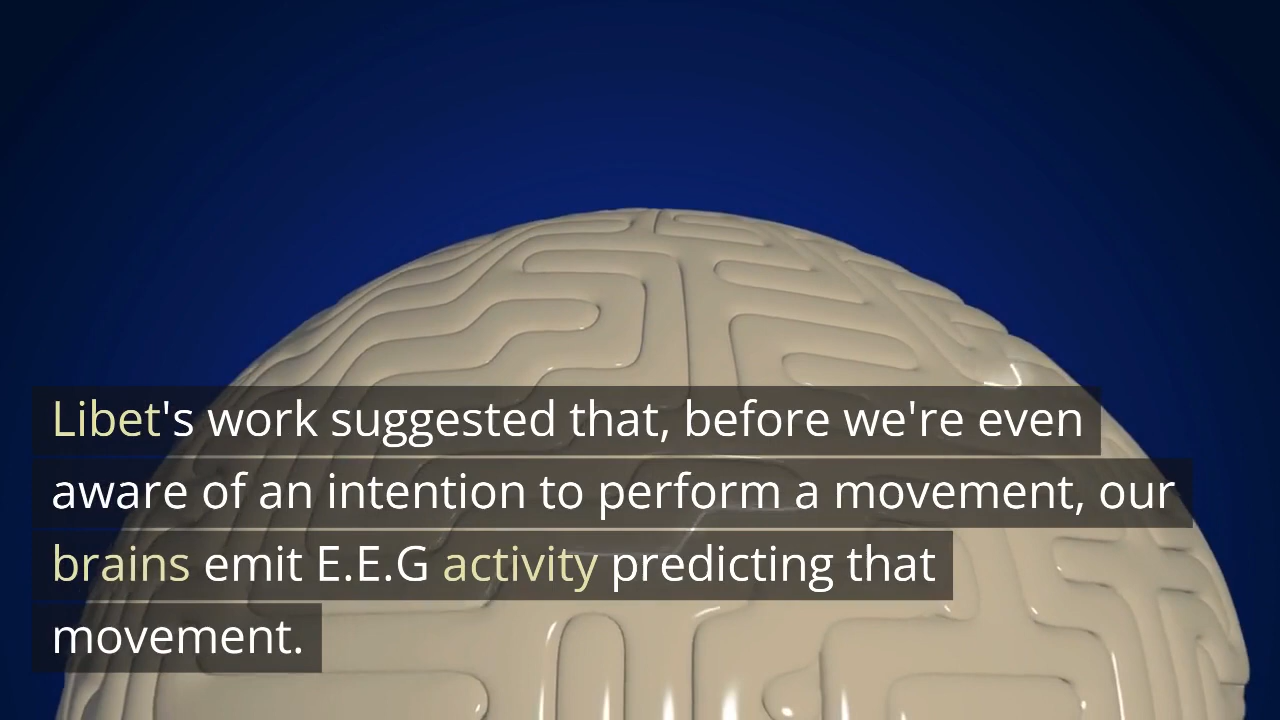 Libet's work suggested that, before we're even
aware of an intention to perform a movement, our
brains emit E.E.G activity predicting that
movement.